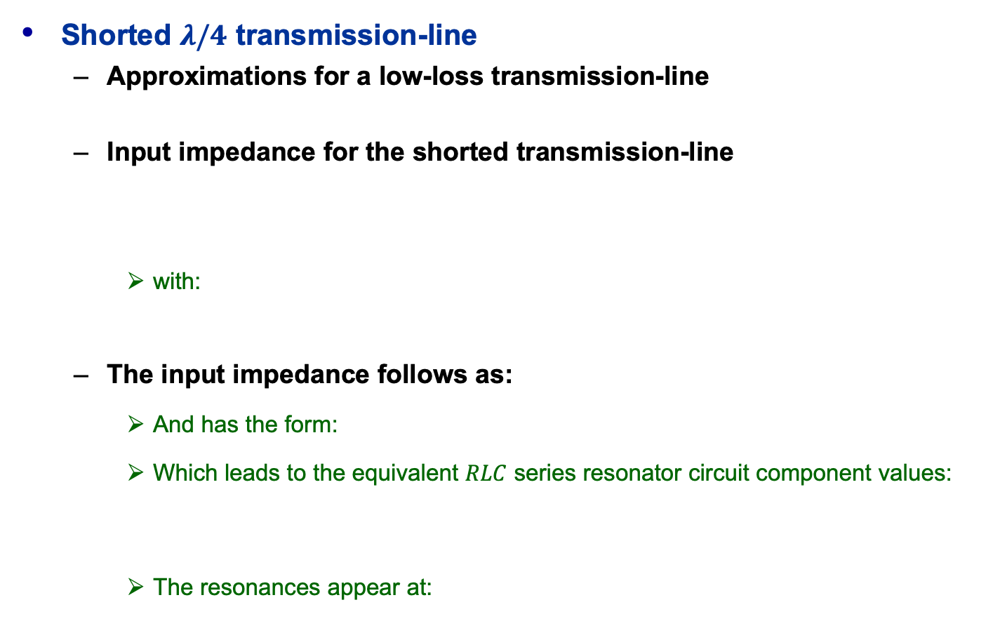 • Shorted λ/4 transmission-line
– Approximations for a low-loss transmission-line
– Input impedance for the shorted transmission-line
➢ with:
– The input impedance follows as:
➢ And has the form:
➢ Which leads to the equivalent RLC series resonator circuit component values:
➢ The resonances appear at: